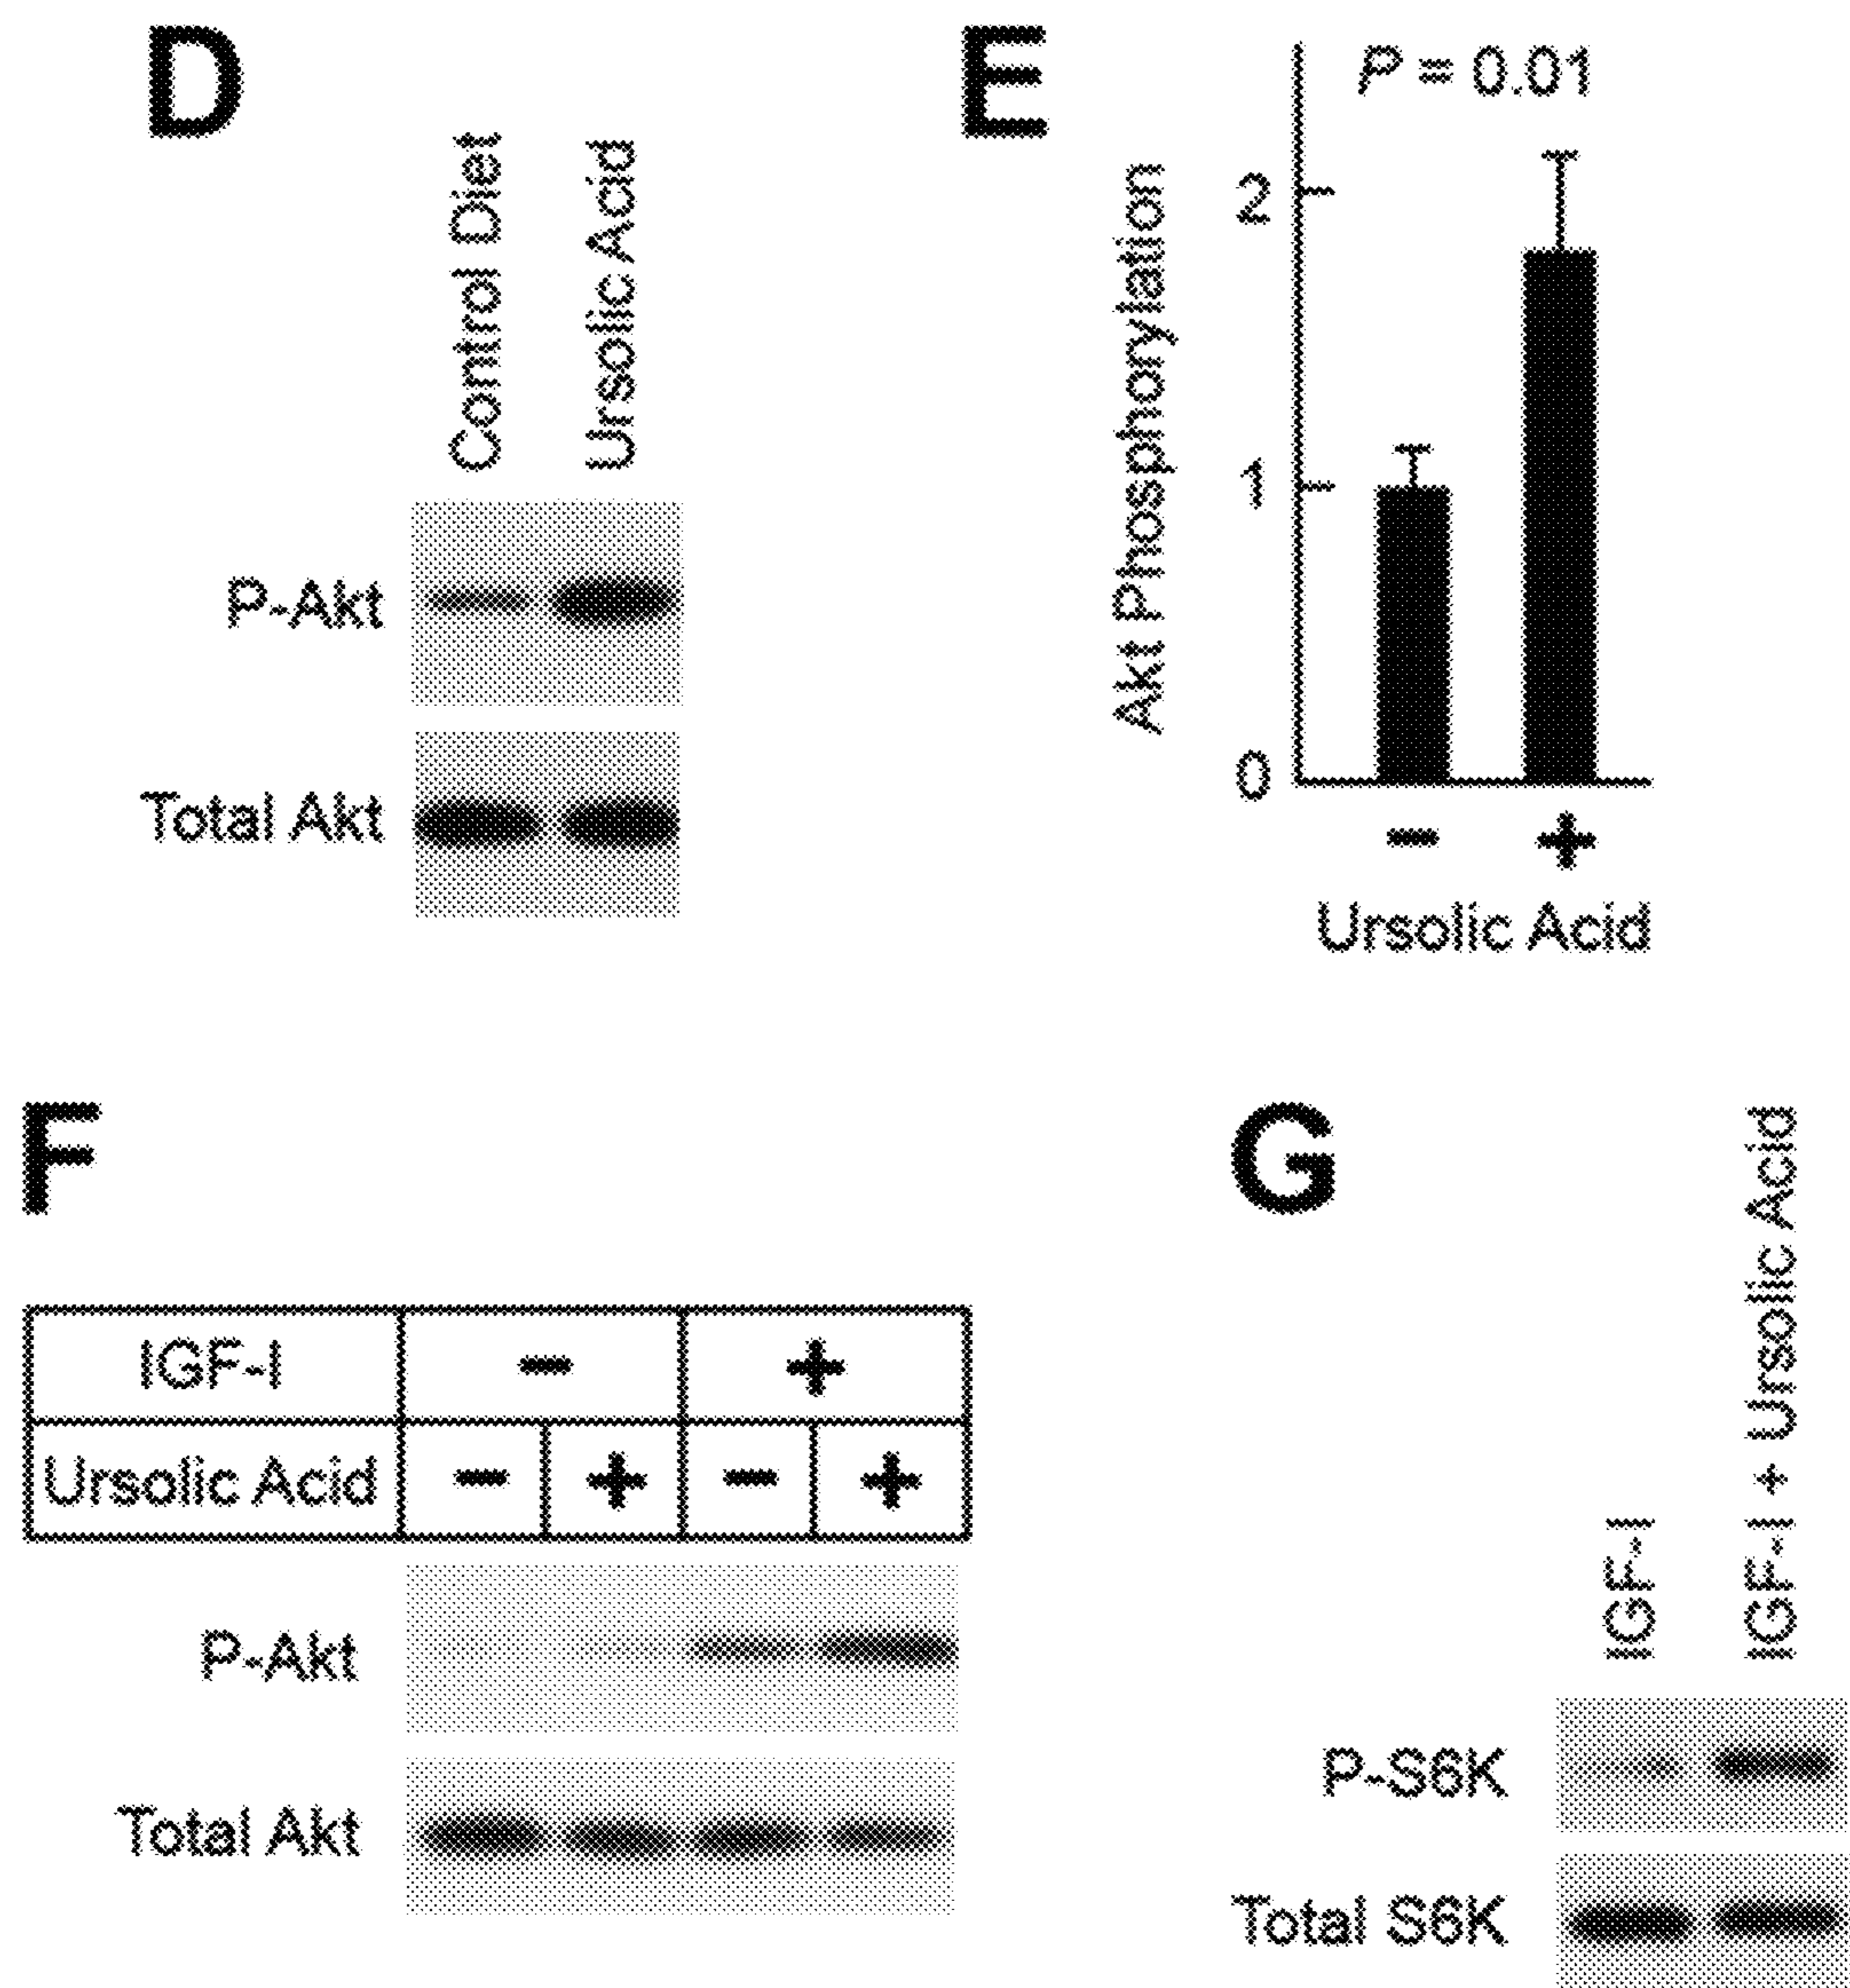 D
Control Diet
Ursolic Acid
P-Akt
Total Akt
E
P = 0.01
Akt Phosphorylation
2
1
0
− +
Ursolic Acid
F
IGF-I − +
Ursolic Acid − + − +
P-Akt
Total Akt
G
IGF-I
IGF-I + Ursolic Acid
P-S6K
Total S6K